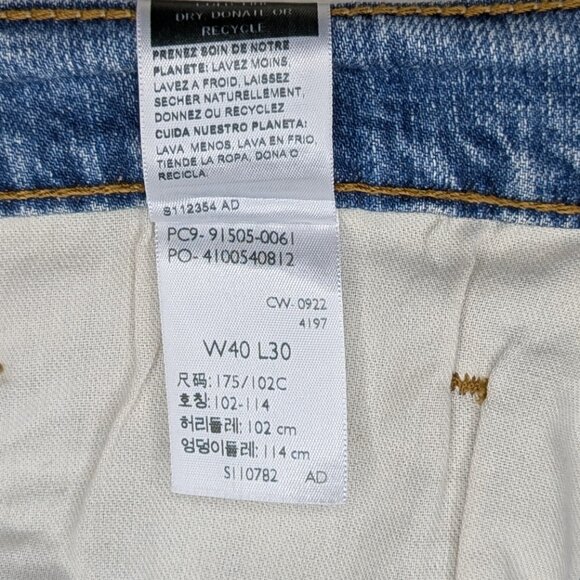 DRY, DONATE OR
RECYCLE
PRENEZ SOIN DE NOTRE
PLANETE: LAVEZ MOINS,
LAVEZ A FROID, LAISSEZ
SECHER NATURELLEMENT,
DONNEZ OU RECYCLEZ
CUIDA NUESTRO PLANETA:
LAVA MENOS, LAVA EN FRIO,
TIENDE LA ROPA, DONA O
RECICLA.
S112354 AD
PC9- 91505-0061
PO- 4100540812
CW- 0922
4197
W40 L30
尺码: 175/102C
호칭: 102-114
허리둘레: 102 cm
엉덩이둘레: 114 cm
S110782 AD